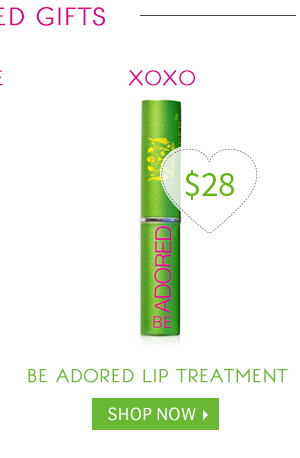 ED GIFTS
E
XOXO
$28
BE ADORED
BE ADORED LIP TREATMENT
SHOP NOW